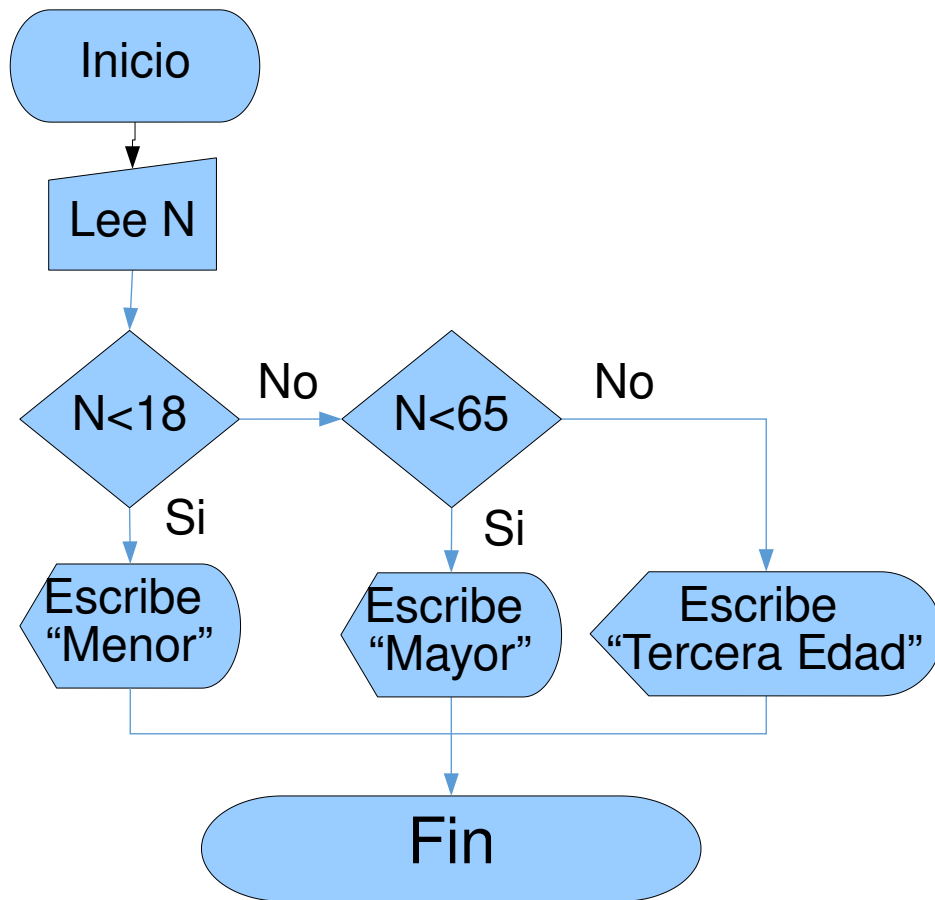 Inicio
Lee N
N<18
No
N<65
No
Si
Si
Escribe
“Menor”
Escribe
“Mayor”
Escribe
“Tercera Edad”
Fin